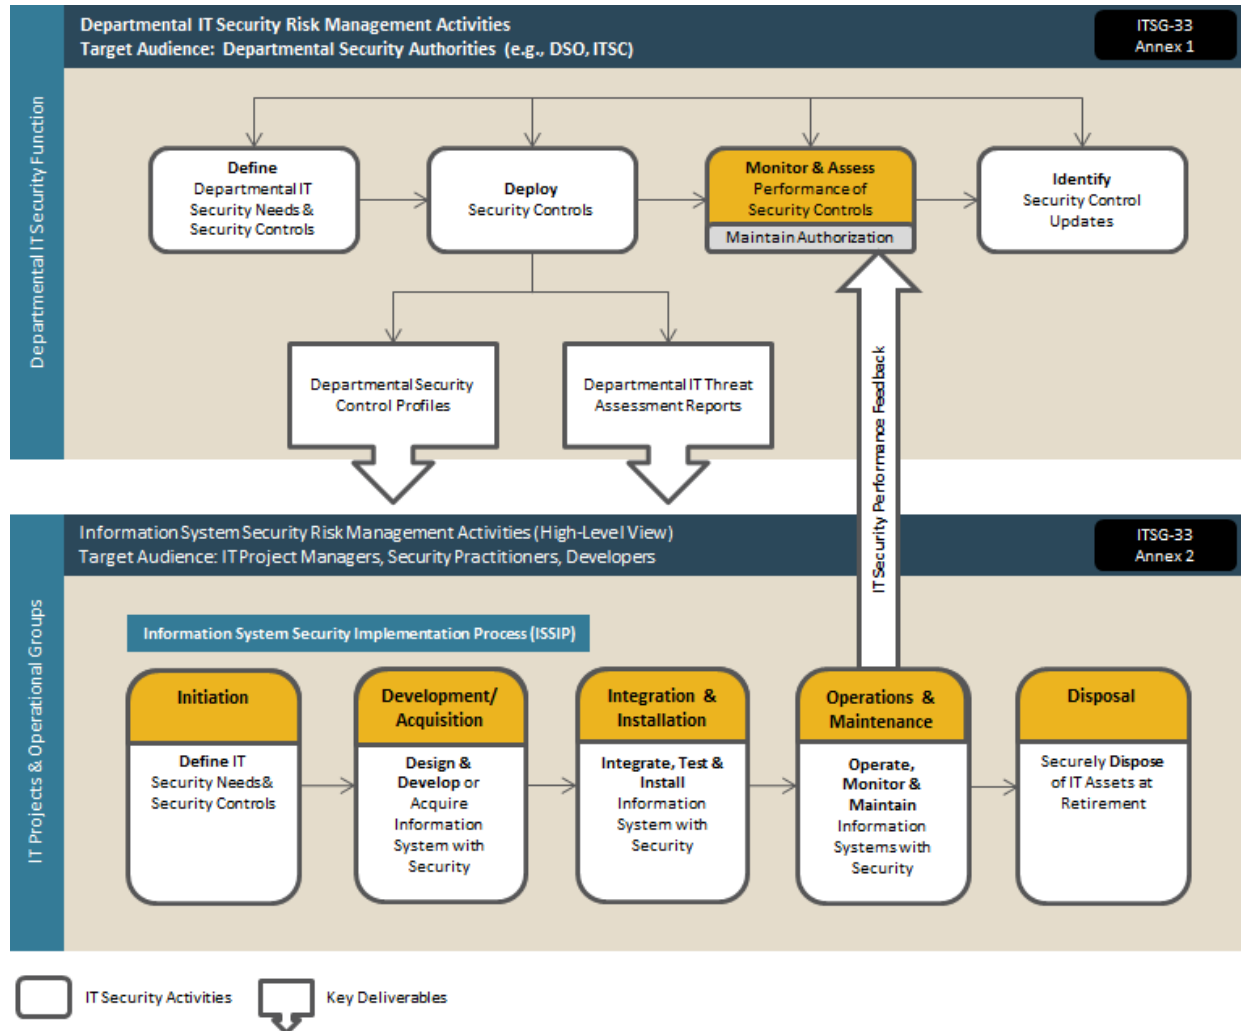 Departmental IT Security Risk Management Activities
Target Audience: Departmental Security Authorities (e.g., DSO, ITSC)
ITSG-33
Annex 1
Departmental IT Security Function
Define
Departmental IT
Security Needs &
Security Controls
Deploy
Security Controls
Monitor & Assess
Performance of
Security Controls
Maintain Authorization
Identify
Security Control
Updates
Departmental Security
Control Profiles
Departmental IT Threat
Assessment Reports
IT Security Performance Feedback
Information System Security Risk Management Activities (High-Level View)
Target Audience: IT Project Managers, Security Practitioners, Developers
ITSG-33
Annex 2
IT Projects & Operational Groups
Information System Security Implementation Process (ISSIP)
Initiation
Define IT
Security Needs &
Security Controls
Development/
Acquisition
Design &
Develop or
Acquire
Information
System with
Security
Integration &
Installation
Integrate, Test &
Install
Information
System with
Security
Operations &
Maintenance
Operate,
Monitor &
Maintain
Information
Systems with
Security
Disposal
Securely Dispose
of IT Assets at
Retirement
IT Security Activities
Key Deliverables